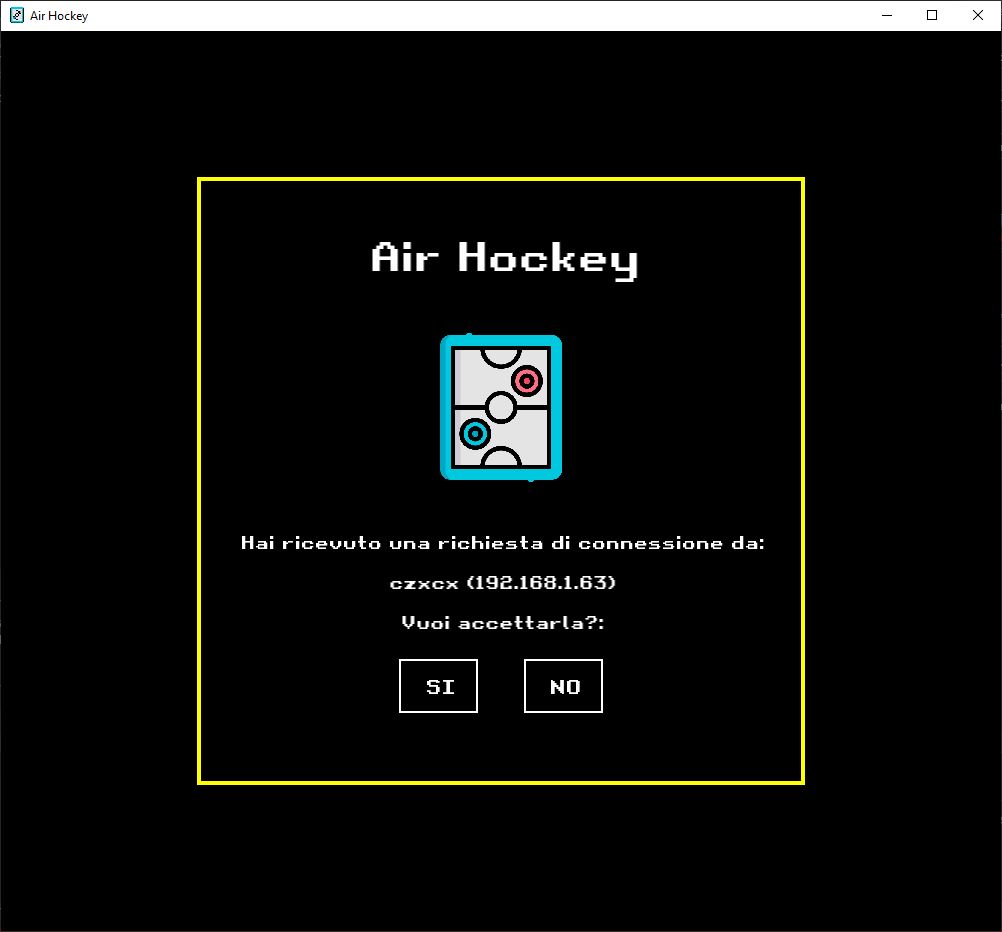 Air Hockey
Air Hockey
Hai ricevuto una richiesta di connessione da:
czxcx (192.168.1.63)
Vuoi accettarla?:
SI NO